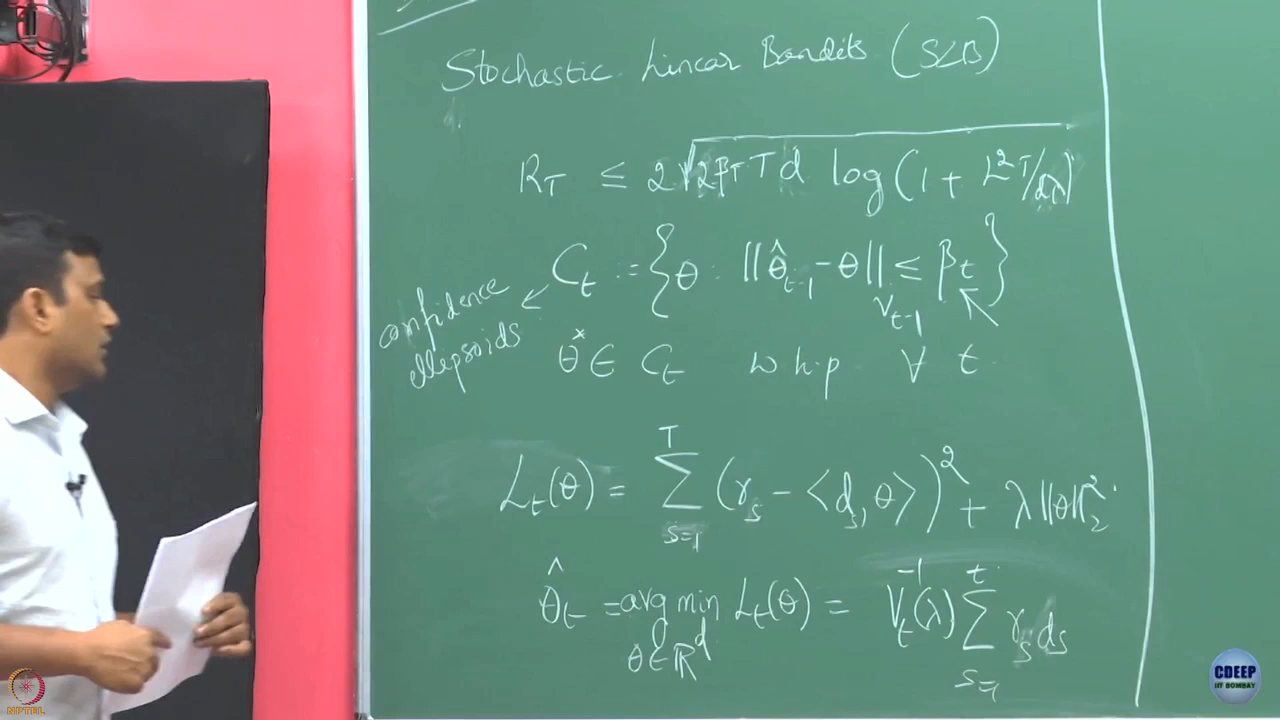 Stochastic Linear Bandits (SLB)
R_T ≤ 2√(2β_T T d log(1 + L²T/dλ))
C_t := {θ : ||θ̂_{t-1} − θ||_{V_{t-1}} ≤ β_t}
confidence
ellepsoids
θ* ∈ C_t w h.p ∀ t
L_t(θ) = Σ_{s=1}^{T} (r_s − ⟨d_s, θ⟩)² + λ||θ||₂²
θ̂_t = arg min_{θ∈ℝ^d} L_t(θ) = V_t^{-1}(λ) Σ_{s=1}^{t} r_s d_s
NPTEL
CDEEP
IIT BOMBAY